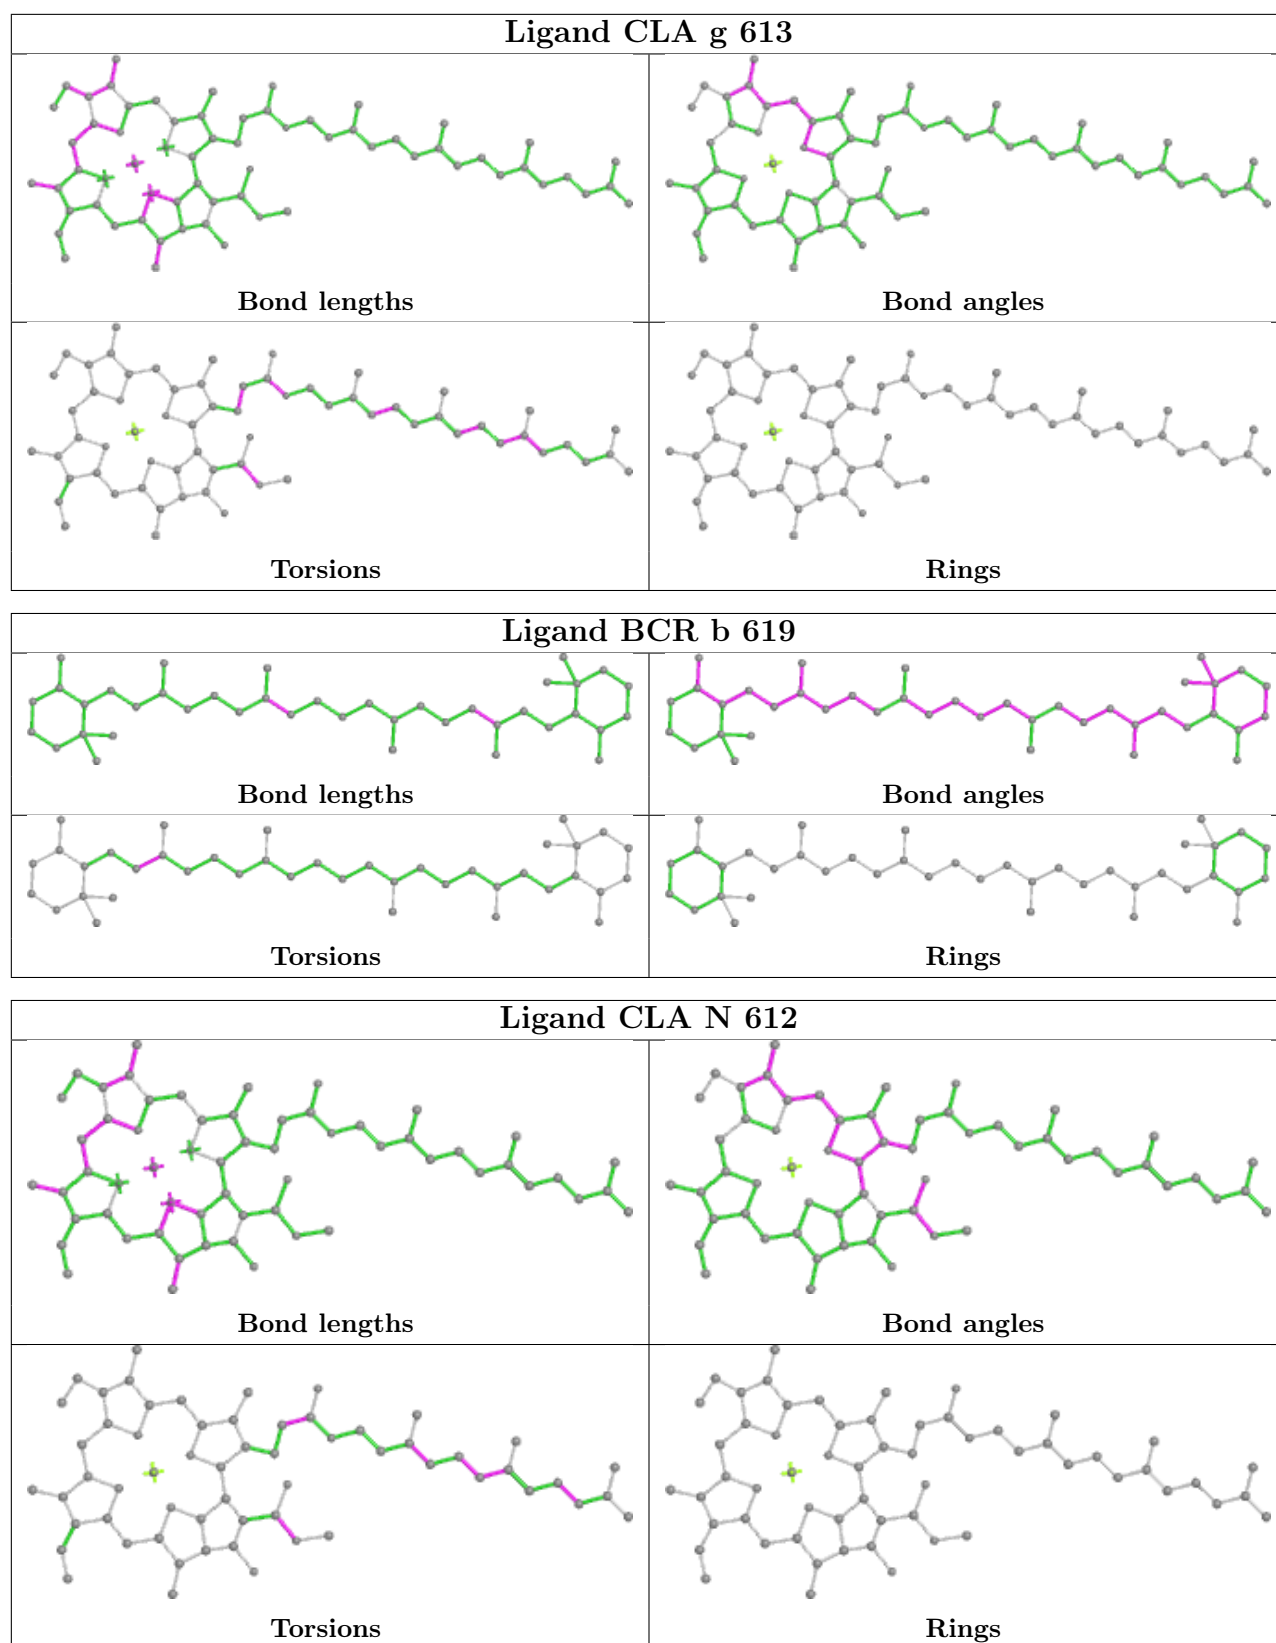 Ligand CLA g 613
Bond lengths
Bond angles
Torsions
Rings
Ligand BCR b 619
Bond lengths
Bond angles
Torsions
Rings
Ligand CLA N 612
Bond lengths
Bond angles
Torsions
Rings